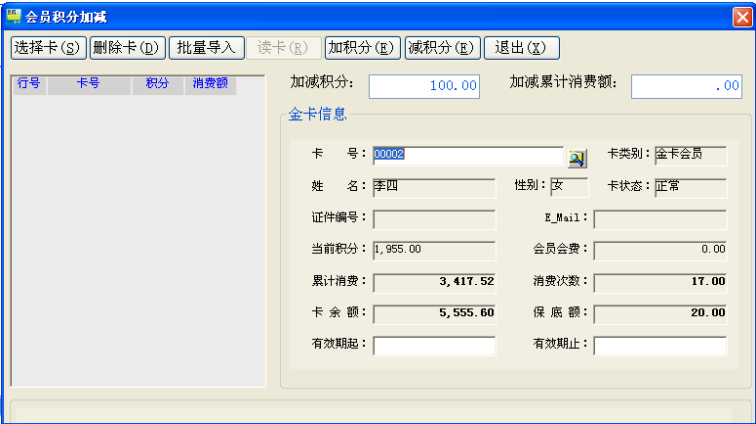 会员积分加减
选择卡(S) 删除卡(D) 批量导入 读卡(R) 加积分(E) 减积分(E) 退出(X)
行号 卡号 积分 消费额
加减积分: 100.00 加减累计消费额: .00
金卡信息
卡 号: 00002 卡类别: 金卡会员
姓 名: 李四 性别: 女 卡状态: 正常
证件编号: E_Mail:
当前积分: 1,955.00 会员会费: 0.00
累计消费: 3,417.52 消费次数: 17.00
卡 余 额: 5,555.60 保 底 额: 20.00
有效期起: 有效期止: